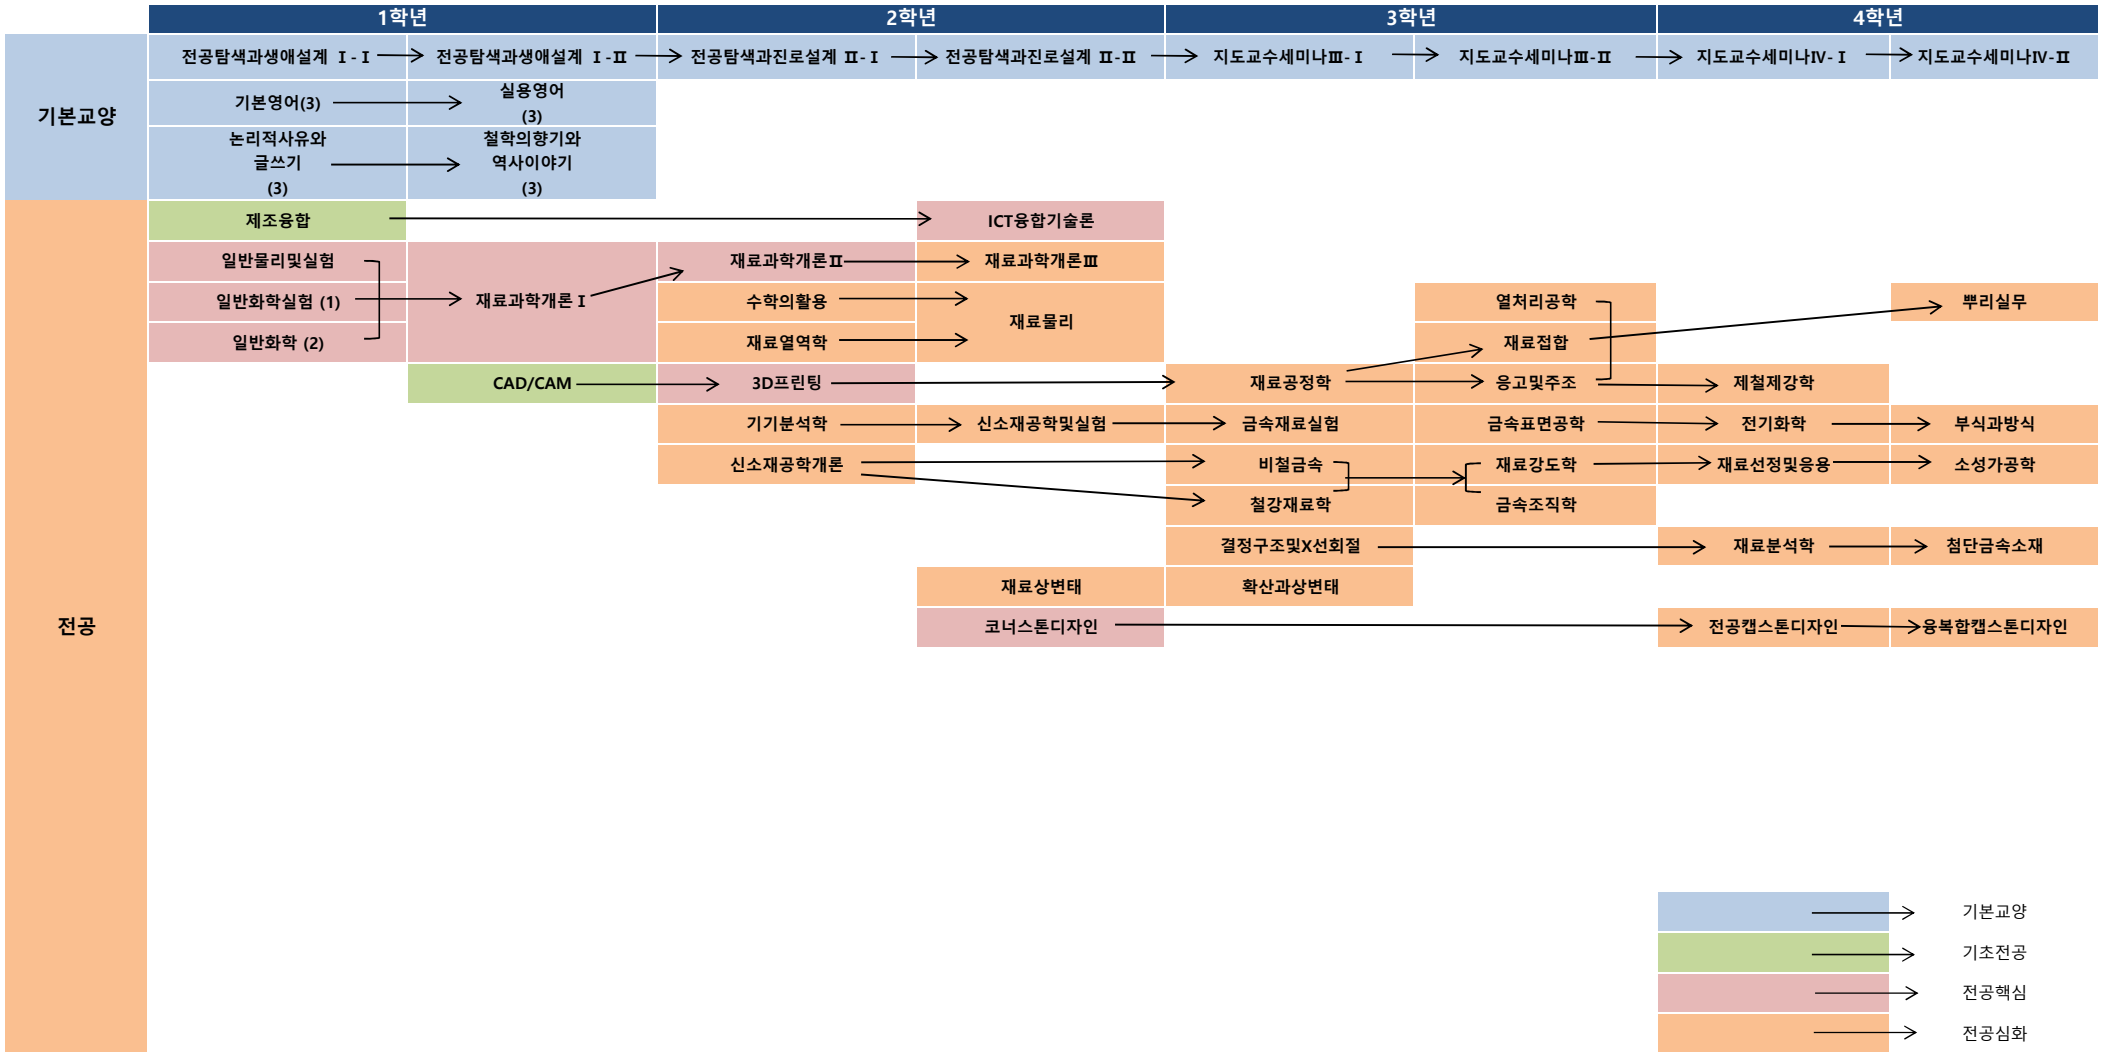 1학년 2학년 3학년 4학년
기본교양
전공탐색과생애설계 Ⅰ-Ⅰ 전공탐색과생애설계 Ⅰ-Ⅱ 전공탐색과진로설계 Ⅱ-Ⅰ 전공탐색과진로설계 Ⅱ-Ⅱ 지도교수세미나Ⅲ-Ⅰ 지도교수세미나Ⅲ-Ⅱ 지도교수세미나Ⅳ-Ⅰ 지도교수세미나Ⅳ-Ⅱ
기본영어(3)
실용영어
(3)
논리적사유와
글쓰기
(3)
철학의향기와
역사이야기
(3)
전공
제조융합 ICT융합기술론
일반물리및실험 재료과학개론Ⅰ 재료과학개론Ⅱ 재료과학개론Ⅲ
일반화학실험 (1) 수학의활용 재료물리 열처리공학 뿌리실무
일반화학 (2) 재료열역학 재료접합
CAD/CAM 3D프린팅 재료공정학 응고및주조 제철제강학
기기분석학 신소재공학및실험 금속재료실험 금속표면공학 전기화학 부식과방식
신소재공학개론 비철금속 재료강도학 재료선정및응용 소성가공학
철강재료학 금속조직학
결정구조및X선회절 재료분석학 첨단금속소재
재료상변태 확산과상변태
코너스톤디자인 전공캡스톤디자인 융복합캡스톤디자인
기본교양
기초전공
전공핵심
전공심화